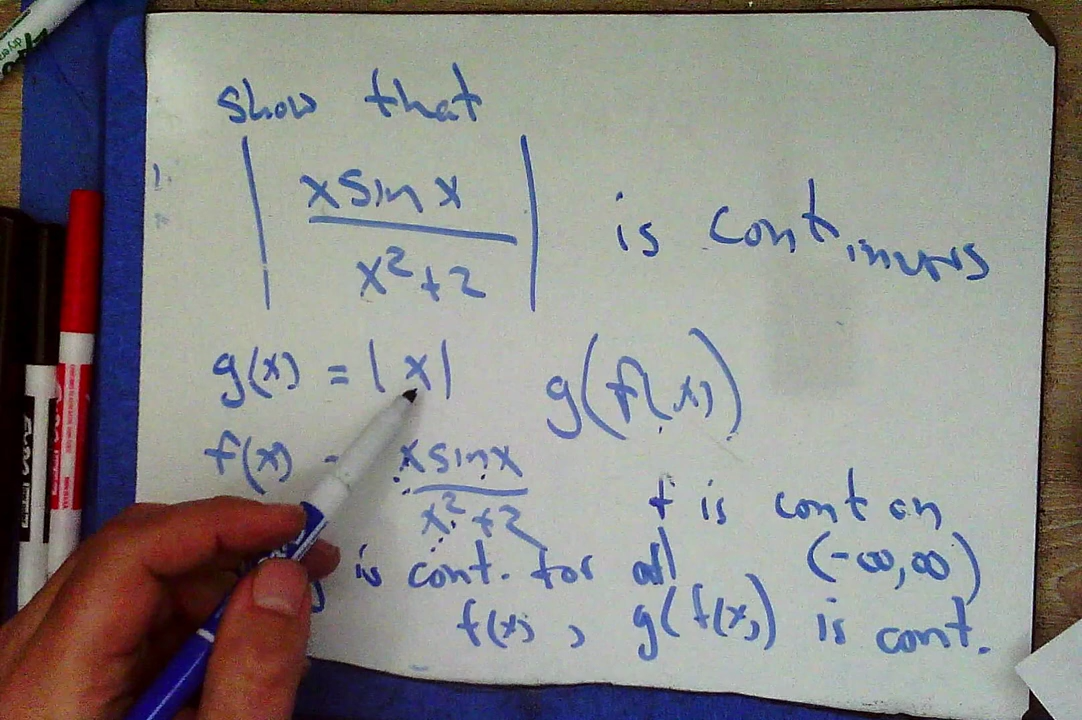 show that
| x sin x / x² + 2 | is continuous
g(x) = |x| g(f(x))
f(x) = x sin x / x² + 2
f is cont on
is cont. for all (-∞, ∞)
f(x), g(f(x)) is cont.